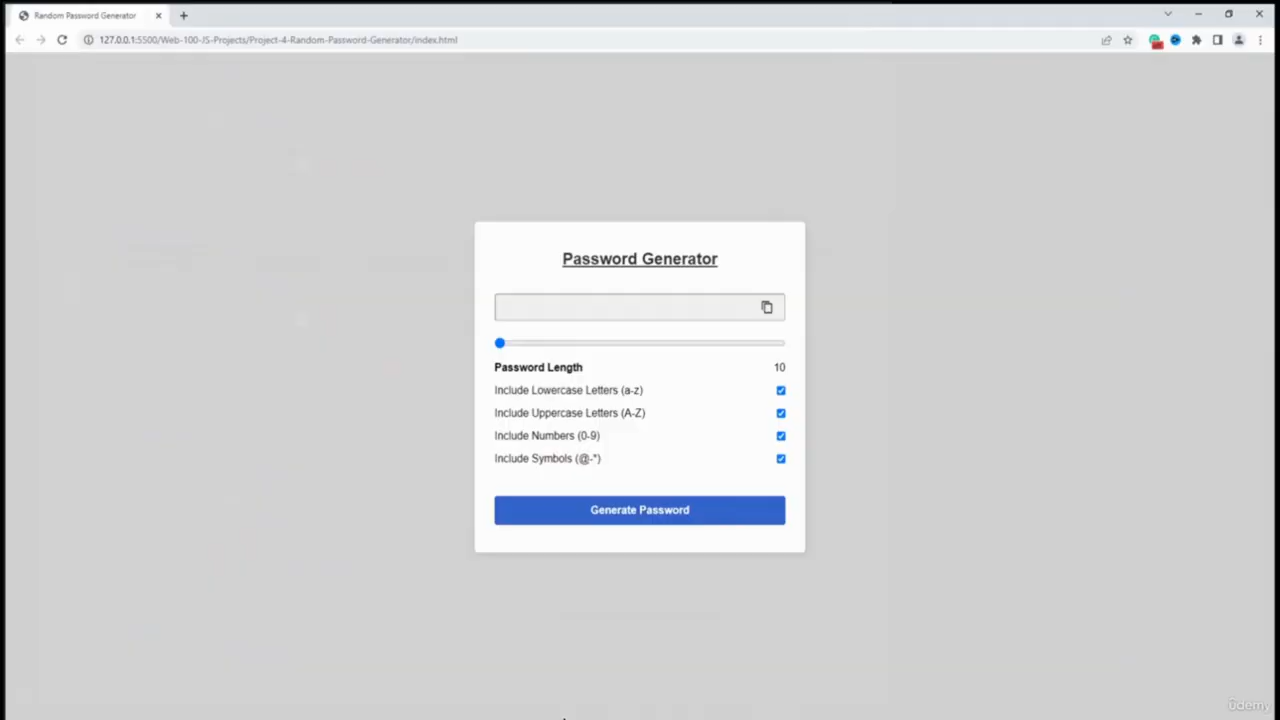 Random Password Generator
127.0.0.1:5500/Web-100-JS-Projects/Project-4-Random-Password-Generator/index.html
Password Generator
Password Length 10
Include Lowercase Letters (a-z)
Include Uppercase Letters (A-Z)
Include Numbers (0-9)
Include Symbols (@-*)
Generate Password
ûdemy